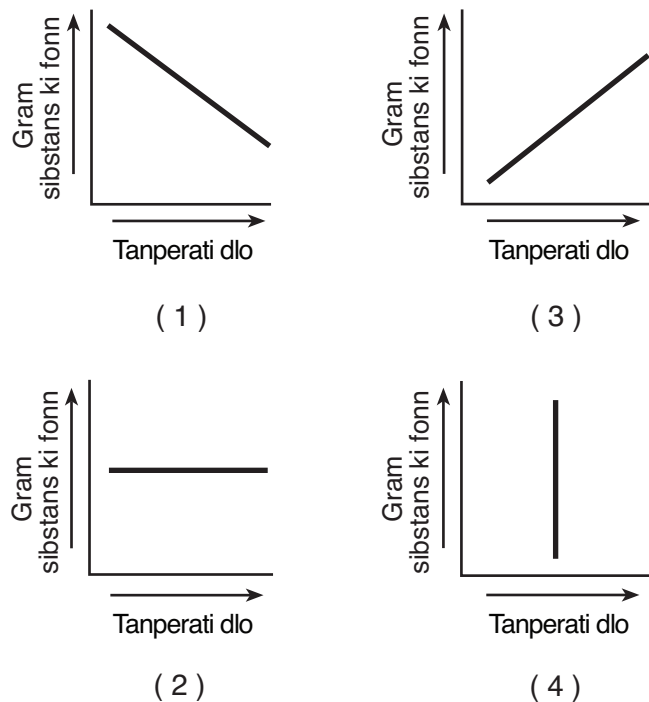 Gram
sibstans ki fonn
Tanperati dlo
( 1 )
Gram
sibstans ki fonn
Tanperati dlo
( 3 )
Gram
sibstans ki fonn
Tanperati dlo
( 2 )
Gram
sibstans ki fonn
Tanperati dlo
( 4 )